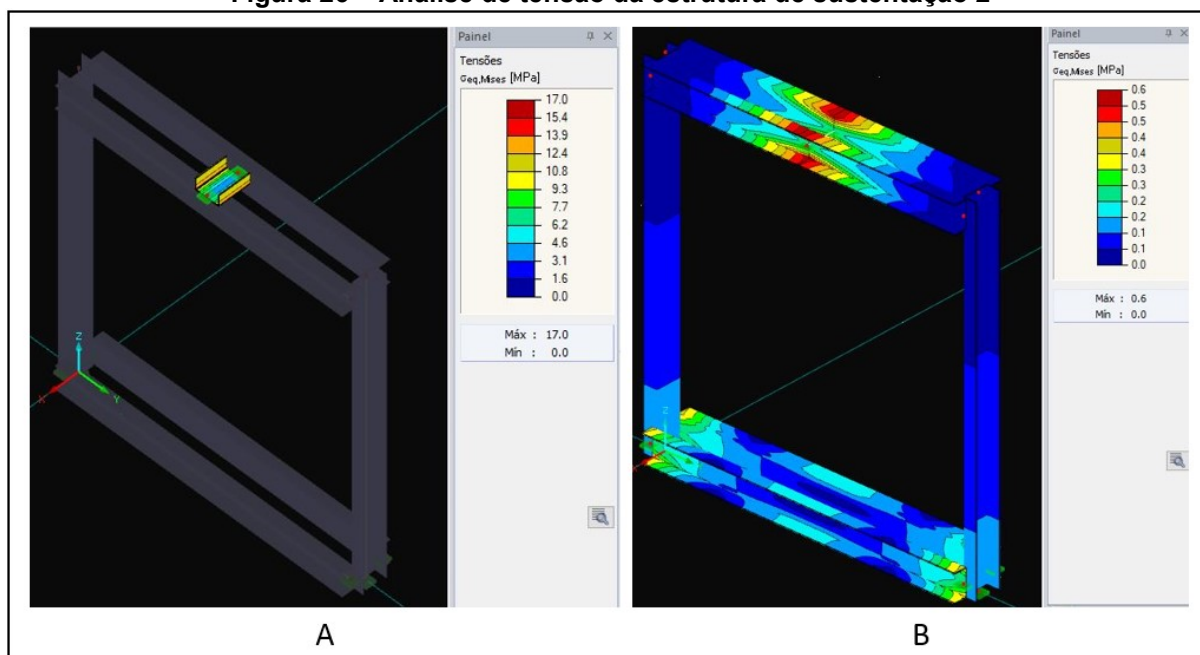 Figura 26 – Análise de tensão da estrutura de sustentação 2
Painel
Tensões
σeq,Mises [MPa]
17.0
15.4
13.9
12.4
10.8
9.3
7.7
6.2
4.6
3.1
1.6
0.0
Máx : 17.0
Mín : 0.0
Z
X
Y
A
Painel
Tensões
σeq,Mises [MPa]
0.6
0.5
0.5
0.4
0.4
0.3
0.3
0.2
0.2
0.1
0.1
0.0
Máx : 0.6
Mín : 0.0
Z
X
B